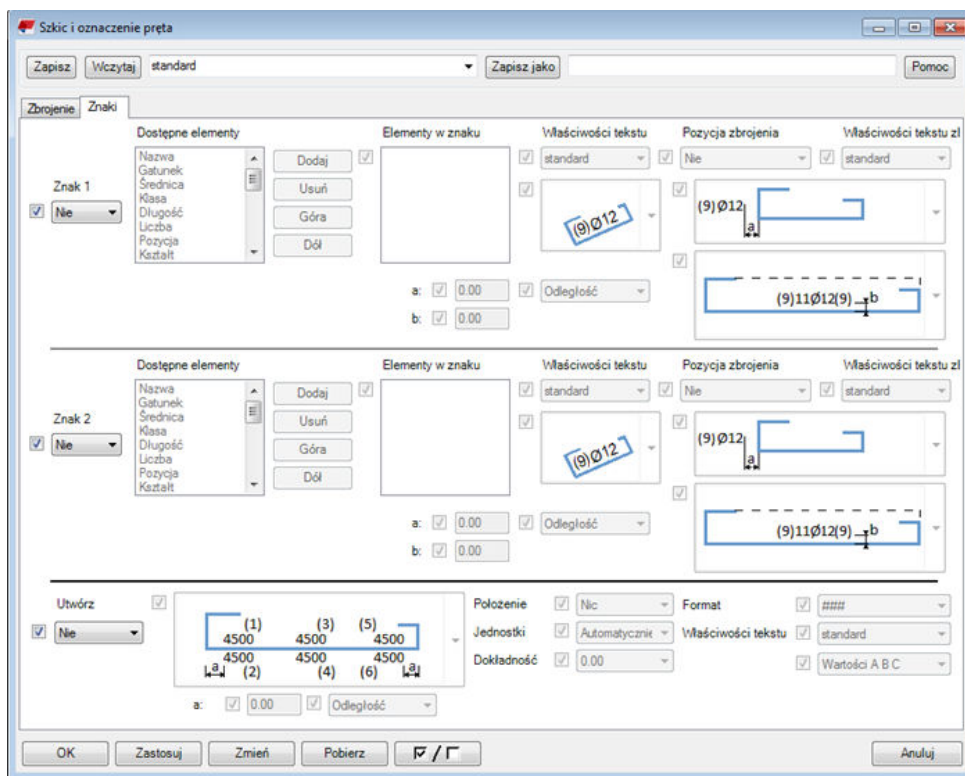 Szkic i oznaczenie pręta
Zapisz Wczytaj standard Zapisz jako Pomoc
Zbrojenie Znaki
Dostępne elementy Elementy w znaku Właściwości tekstu Pozycja zbrojenia Właściwości tekstu zł
Znak 1
Nie
Nazwa
Gatunek
Średnica
Klasa
Długość
Liczba
Pozycja
Kształt
Dodaj
Usuń
Góra
Dół
standard Nie standard
(9)Ø12
(9)Ø12
a
(9)11Ø12(9) b
a: 0.00 Odległość
b: 0.00
Dostępne elementy Elementy w znaku Właściwości tekstu Pozycja zbrojenia Właściwości tekstu zł
Znak 2
Nie
Nazwa
Gatunek
Średnica
Klasa
Długość
Liczba
Pozycja
Kształt
Dodaj
Usuń
Góra
Dół
standard Nie standard
(9)Ø12
(9)Ø12
a
(9)11Ø12(9) b
a: 0.00 Odległość
b: 0.00
Utwórz
Nie
(1) (3) (5)
4500 4500 4500
4500 4500 4500
a (2) (4) (6) a
a: 0.00 Odległość
Położenie Nic Format ###
Jednostki Automatycznie Właściwości tekstu standard
Dokładność 0.00 Wartości A B C
OK Zastosuj Zmień Pobierz / Anuluj